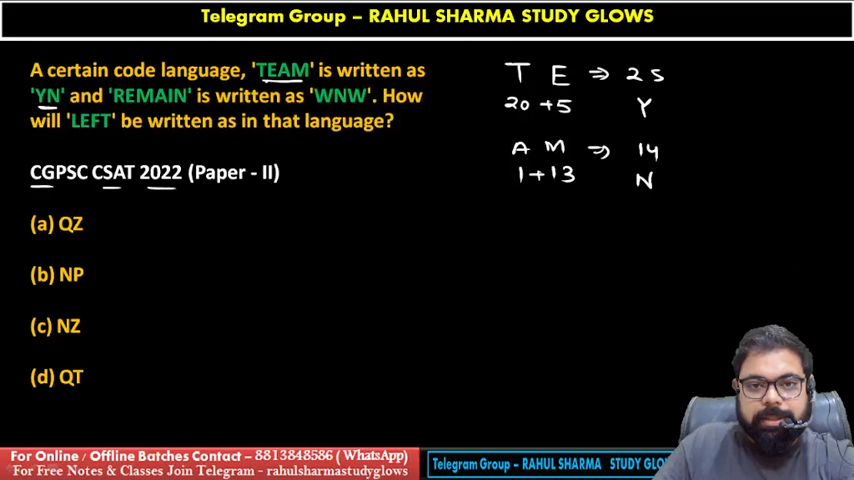 Telegram Group – RAHUL SHARMA STUDY GLOWS
A certain code language, 'TEAM' is written as
'YN' and 'REMAIN' is written as 'WNW'. How
will 'LEFT' be written as in that language?
CGPSC CSAT 2022 (Paper - II)
(a) QZ
(b) NP
(c) NZ
(d) QT
T E ⇒ 25
20 + 5 Y
A M ⇒ 14
1 + 13 N
For Online / Offline Batches Contact – 8813848586 ( WhatsApp)
For Free Notes & Classes Join Telegram - rahulsharmastudyglows
Telegram Group – RAHUL SHARMA STUDY GLO